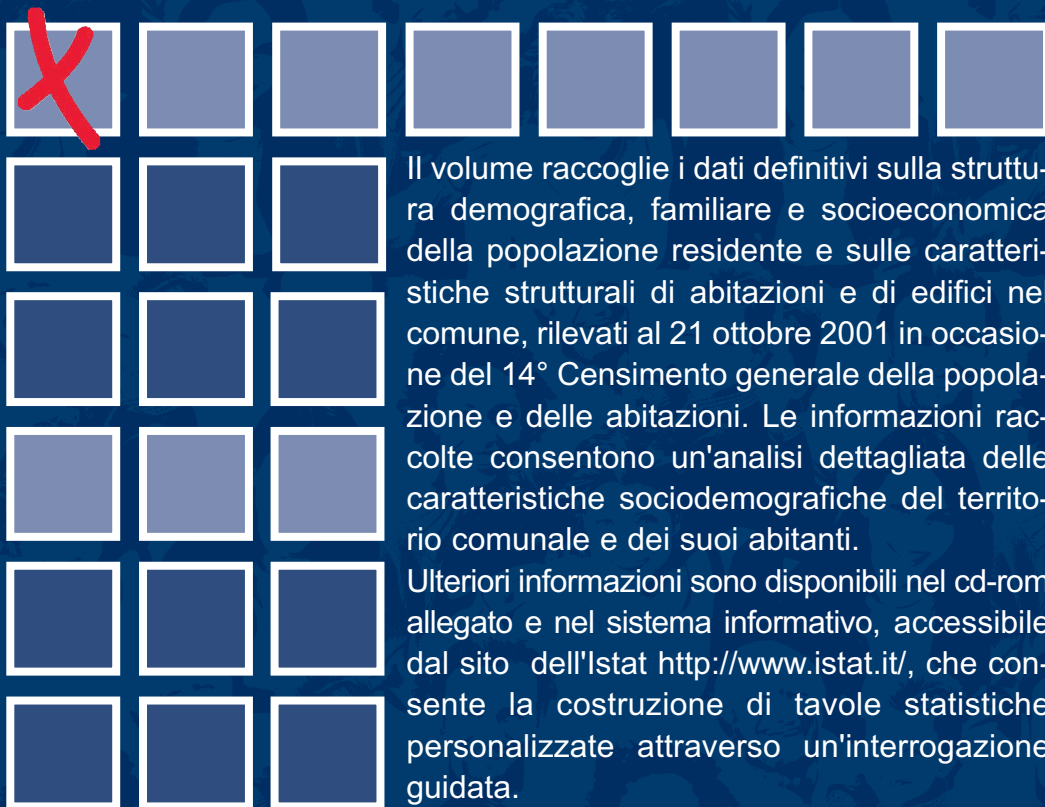 Il volume raccoglie i dati definitivi sulla struttu-
ra demografica, familiare e socioeconomica
della popolazione residente e sulle caratteri-
stiche strutturali di abitazioni e di edifici nel
comune, rilevati al 21 ottobre 2001 in occasio-
ne del 14° Censimento generale della popola-
zione e delle abitazioni. Le informazioni rac-
colte consentono un'analisi dettagliata delle
caratteristiche sociodemografiche del territo-
rio comunale e dei suoi abitanti.
Ulteriori informazioni sono disponibili nel cd-rom
allegato e nel sistema informativo, accessibile
dal sito dell'Istat http://www.istat.it/, che con-
sente la costruzione di tavole statistiche
personalizzate attraverso un'interrogazione
guidata.